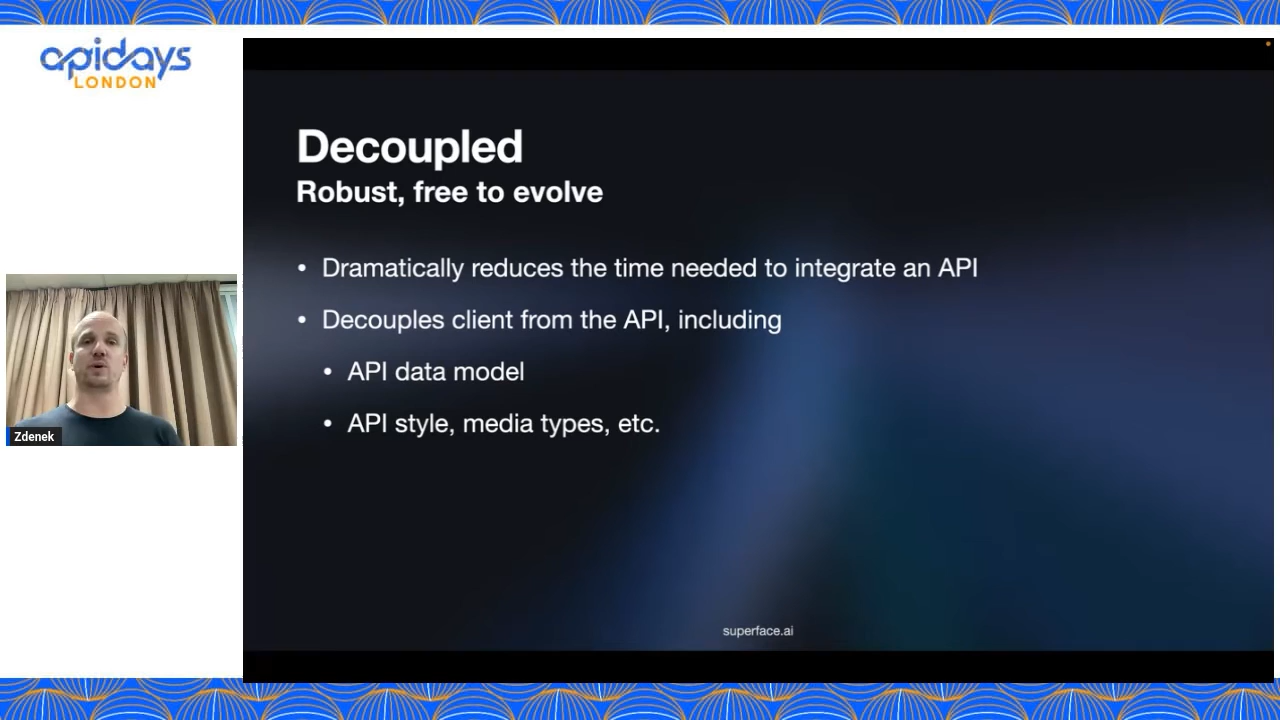 apidays
LONDON
Decoupled
Robust, free to evolve
• Dramatically reduces the time needed to integrate an API
• Decouples client from the API, including
• API data model
• API style, media types, etc.
Zdenek
superface.ai